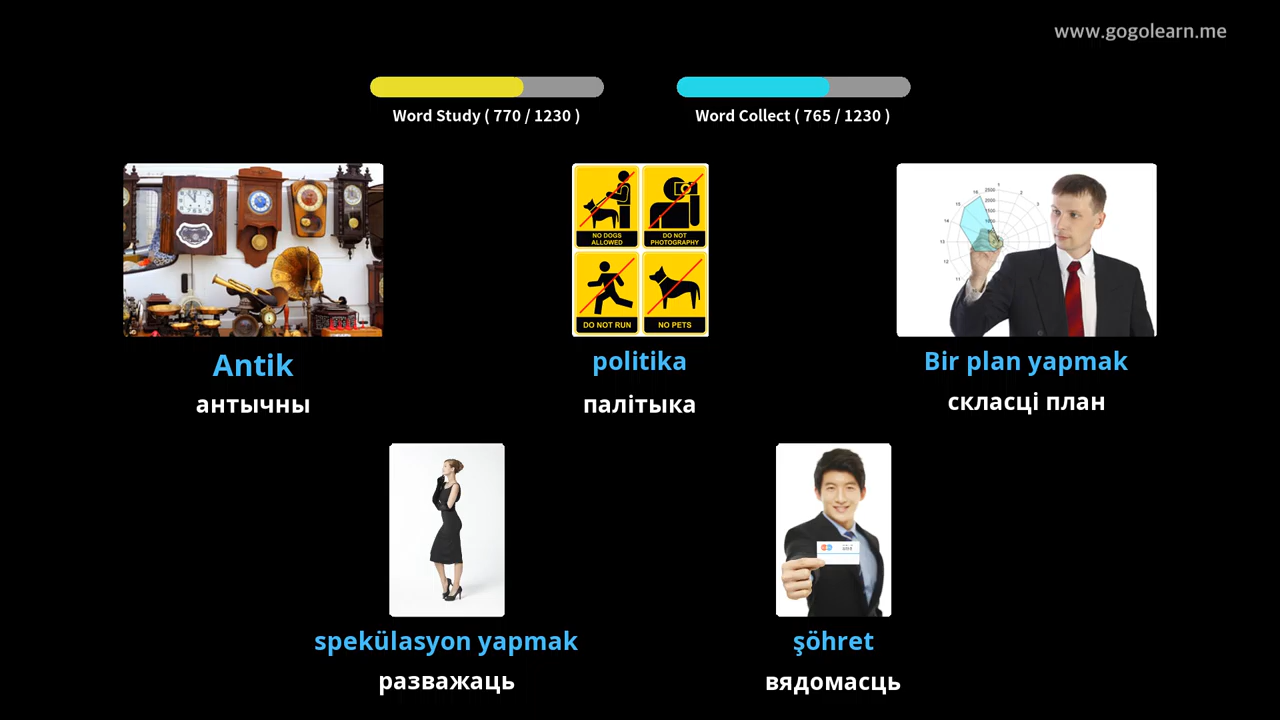 www.gogolearn.me
Word Study ( 770 / 1230 )
Word Collect ( 765 / 1230 )
NO DOGS
ALLOWED
DO NOT
PHOTOGRAPHY
DO NOT RUN
NO PETS
Antik
антычны
politika
палітыка
Bir plan yapmak
скласці план
spekülasyon yapmak
разважаць
şöhret
вядомасць